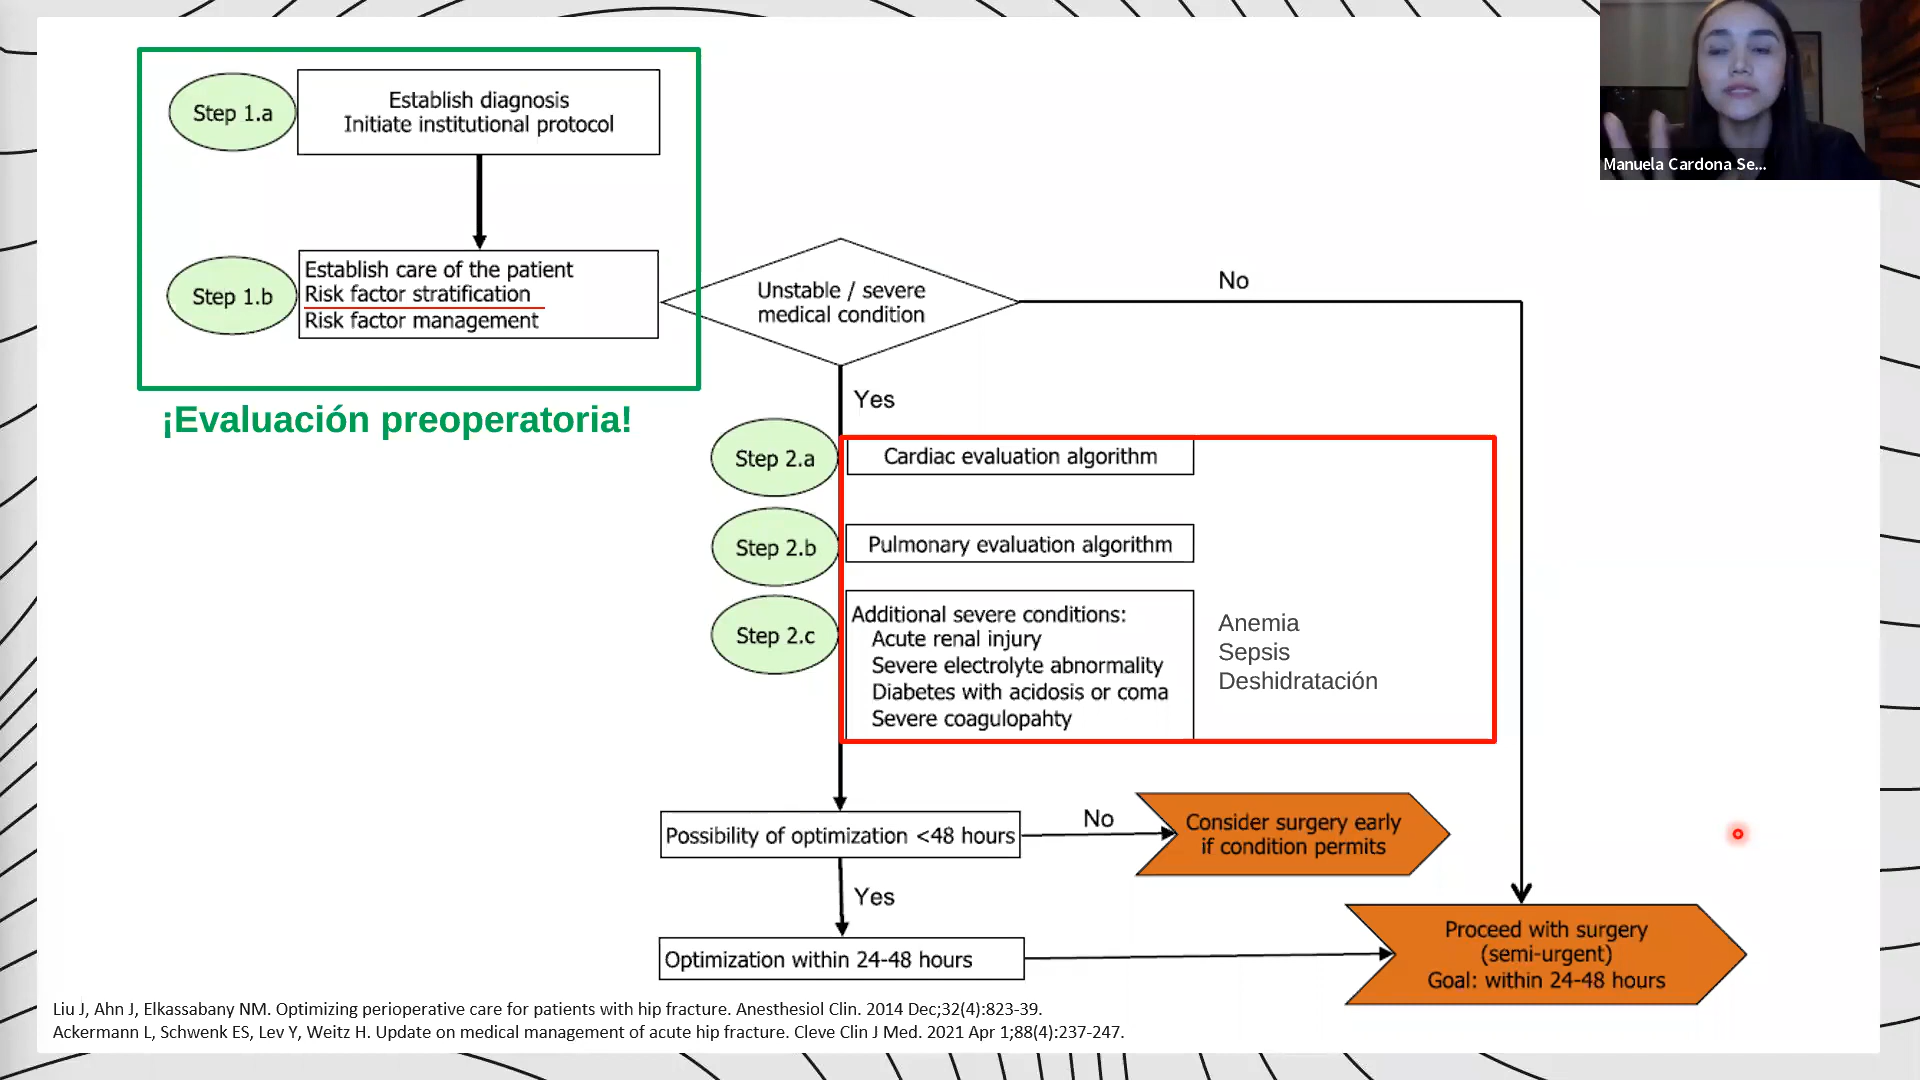 Step 1.a
Establish diagnosis
Initiate institutional protocol
Step 1.b
Establish care of the patient
Risk factor stratification
Risk factor management
¡Evaluación preoperatoria!
Unstable / severe
medical condition
No
Yes
Step 2.a
Cardiac evaluation algorithm
Step 2.b
Pulmonary evaluation algorithm
Step 2.c
Additional severe conditions:
Acute renal injury
Severe electrolyte abnormality
Diabetes with acidosis or coma
Severe coagulopahty
Anemia
Sepsis
Deshidratación
Possibility of optimization <48 hours
No
Consider surgery early
if condition permits
Yes
Optimization within 24-48 hours
Proceed with surgery
(semi-urgent)
Goal: within 24-48 hours
Liu J, Ahn J, Elkassabany NM. Optimizing perioperative care for patients with hip fracture. Anesthesiol Clin. 2014 Dec;32(4):823-39.
Ackermann L, Schwenk ES, Lev Y, Weitz H. Update on medical management of acute hip fracture. Cleve Clin J Med. 2021 Apr 1;88(4):237-247.
Manuela Cardona Se...